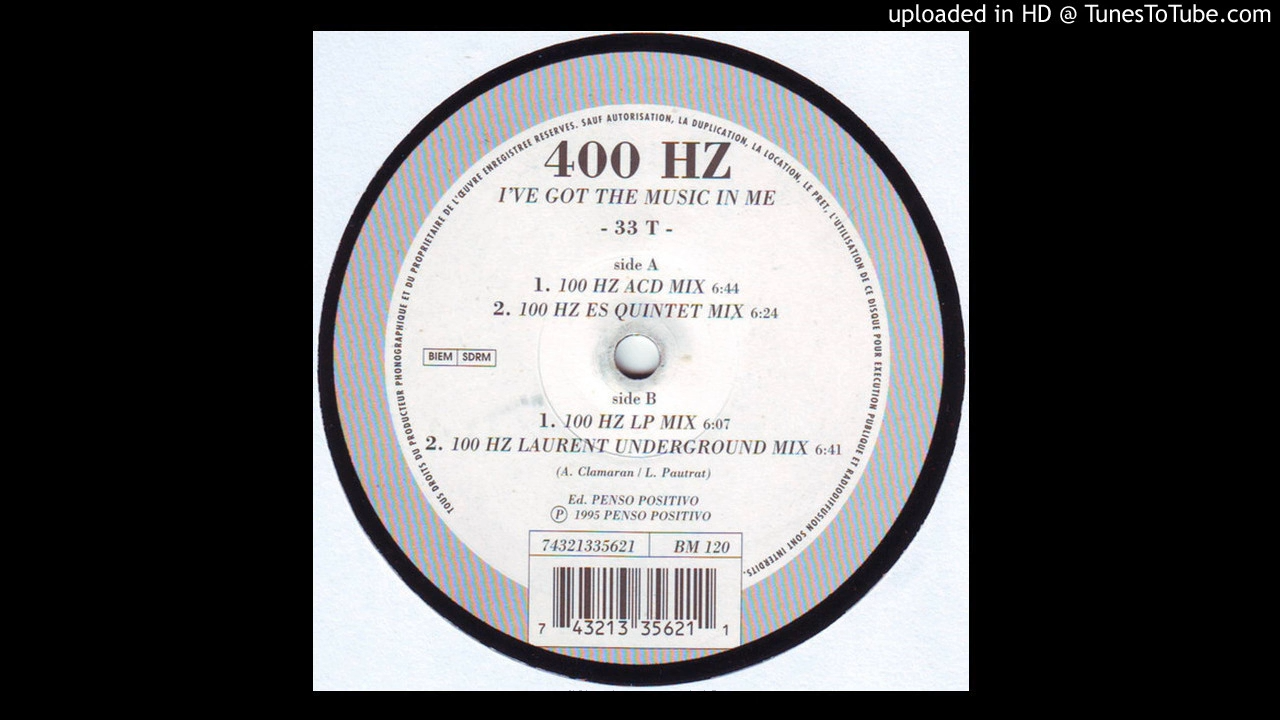 uploaded in HD @ TunesToTube.com
TOUS DROITS DU PRODUCTEUR PHONOGRAPHIQUE ET DU PROPRIETAIRE DE L'ŒUVRE ENREGISTREE RESERVES. SAUF AUTORISATION, LA DUPLICATION, LA LOCATION, LE PRET, L'UTILISATION DE CE DISQUE POUR EXECUTION PUBLIQUE ET RADIODIFFUSION SONT INTERDITS.
400 HZ
I'VE GOT THE MUSIC IN ME
- 33 T -
side A
1. 100 HZ ACD MIX 6:44
2. 100 HZ ES QUINTET MIX 6:24
BIEM SDRM
side B
1. 100 HZ LP MIX 6:07
2. 100 HZ LAURENT UNDERGROUND MIX 6:41
(A. Clamaran / L. Pautrat)
Ed. PENSO POSITIVO
Ⓟ 1995 PENSO POSITIVO
74321335621 BM 120
7 43213 35621 1